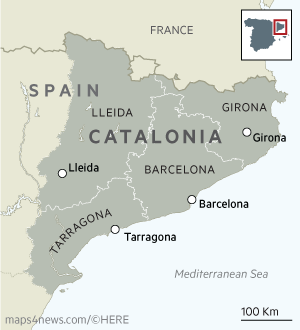 FRANCE
SPAIN
LLEIDA
GIRONA
CATALONIA
Girona
Lleida
BARCELONA
Barcelona
TARRAGONA
Tarragona
Mediterranean Sea
maps4news.com/©HERE
100 Km